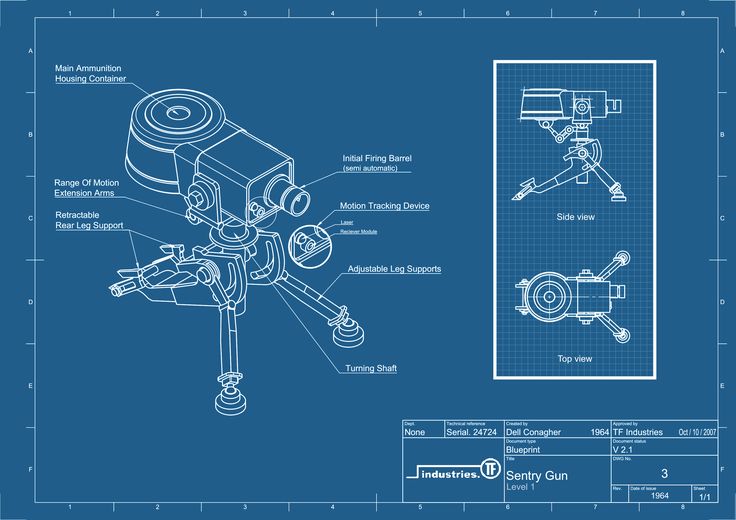 1 2 3 4 5 6 7 8
A A
B B
C C
D D
E E
F F
Main Ammunition
Housing Container
Range Of Motion
Extension Arms
Retractable
Rear Leg Support
Initial Firing Barrel
(semi automatic)
Motion Tracking Device
Laser
Reciever Module
Adjustable Leg Supports
Turning Shaft
Side view
Top view
Dept. Technical reference Created by Approved by
None Serial. 24724 Dell Conagher 1964 TF Industries Oct / 10 / 2007
Document type Document status
Blueprint V 2.1
Title DWG No.
industries. TF Sentry Gun 3
Level 1
Rev. Date of issue Sheet
1964 1/1
1 2 3 4 5 6 7 8